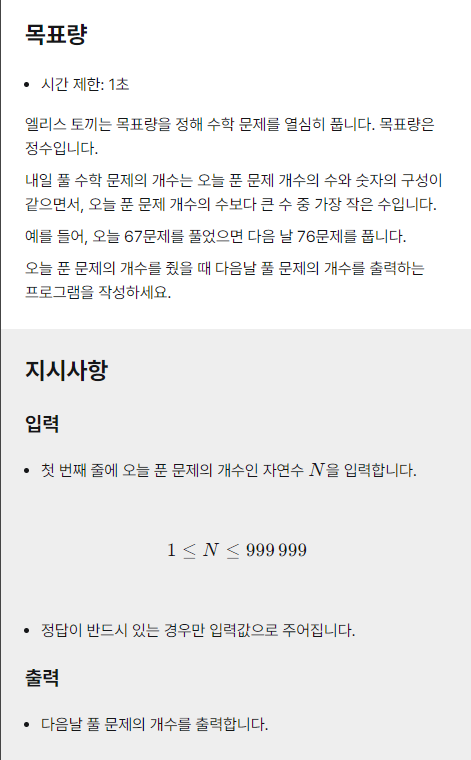 목표량
• 시간 제한: 1초
엘리스 토끼는 목표량을 정해 수학 문제를 열심히 풉니다. 목표량은
정수입니다.
내일 풀 수학 문제의 개수는 오늘 푼 문제 개수의 수와 숫자의 구성이
같으면서, 오늘 푼 문제 개수의 수보다 큰 수 중 가장 작은 수입니다.
예를 들어, 오늘 67문제를 풀었으면 다음 날 76문제를 풉니다.
오늘 푼 문제의 개수를 줬을 때 다음날 풀 문제의 개수를 출력하는
프로그램을 작성하세요.
지시사항
입력
• 첫 번째 줄에 오늘 푼 문제의 개수인 자연수 N을 입력합니다.
1 ≤ N ≤ 999 999
• 정답이 반드시 있는 경우만 입력값으로 주어집니다.
출력
• 다음날 풀 문제의 개수를 출력합니다.